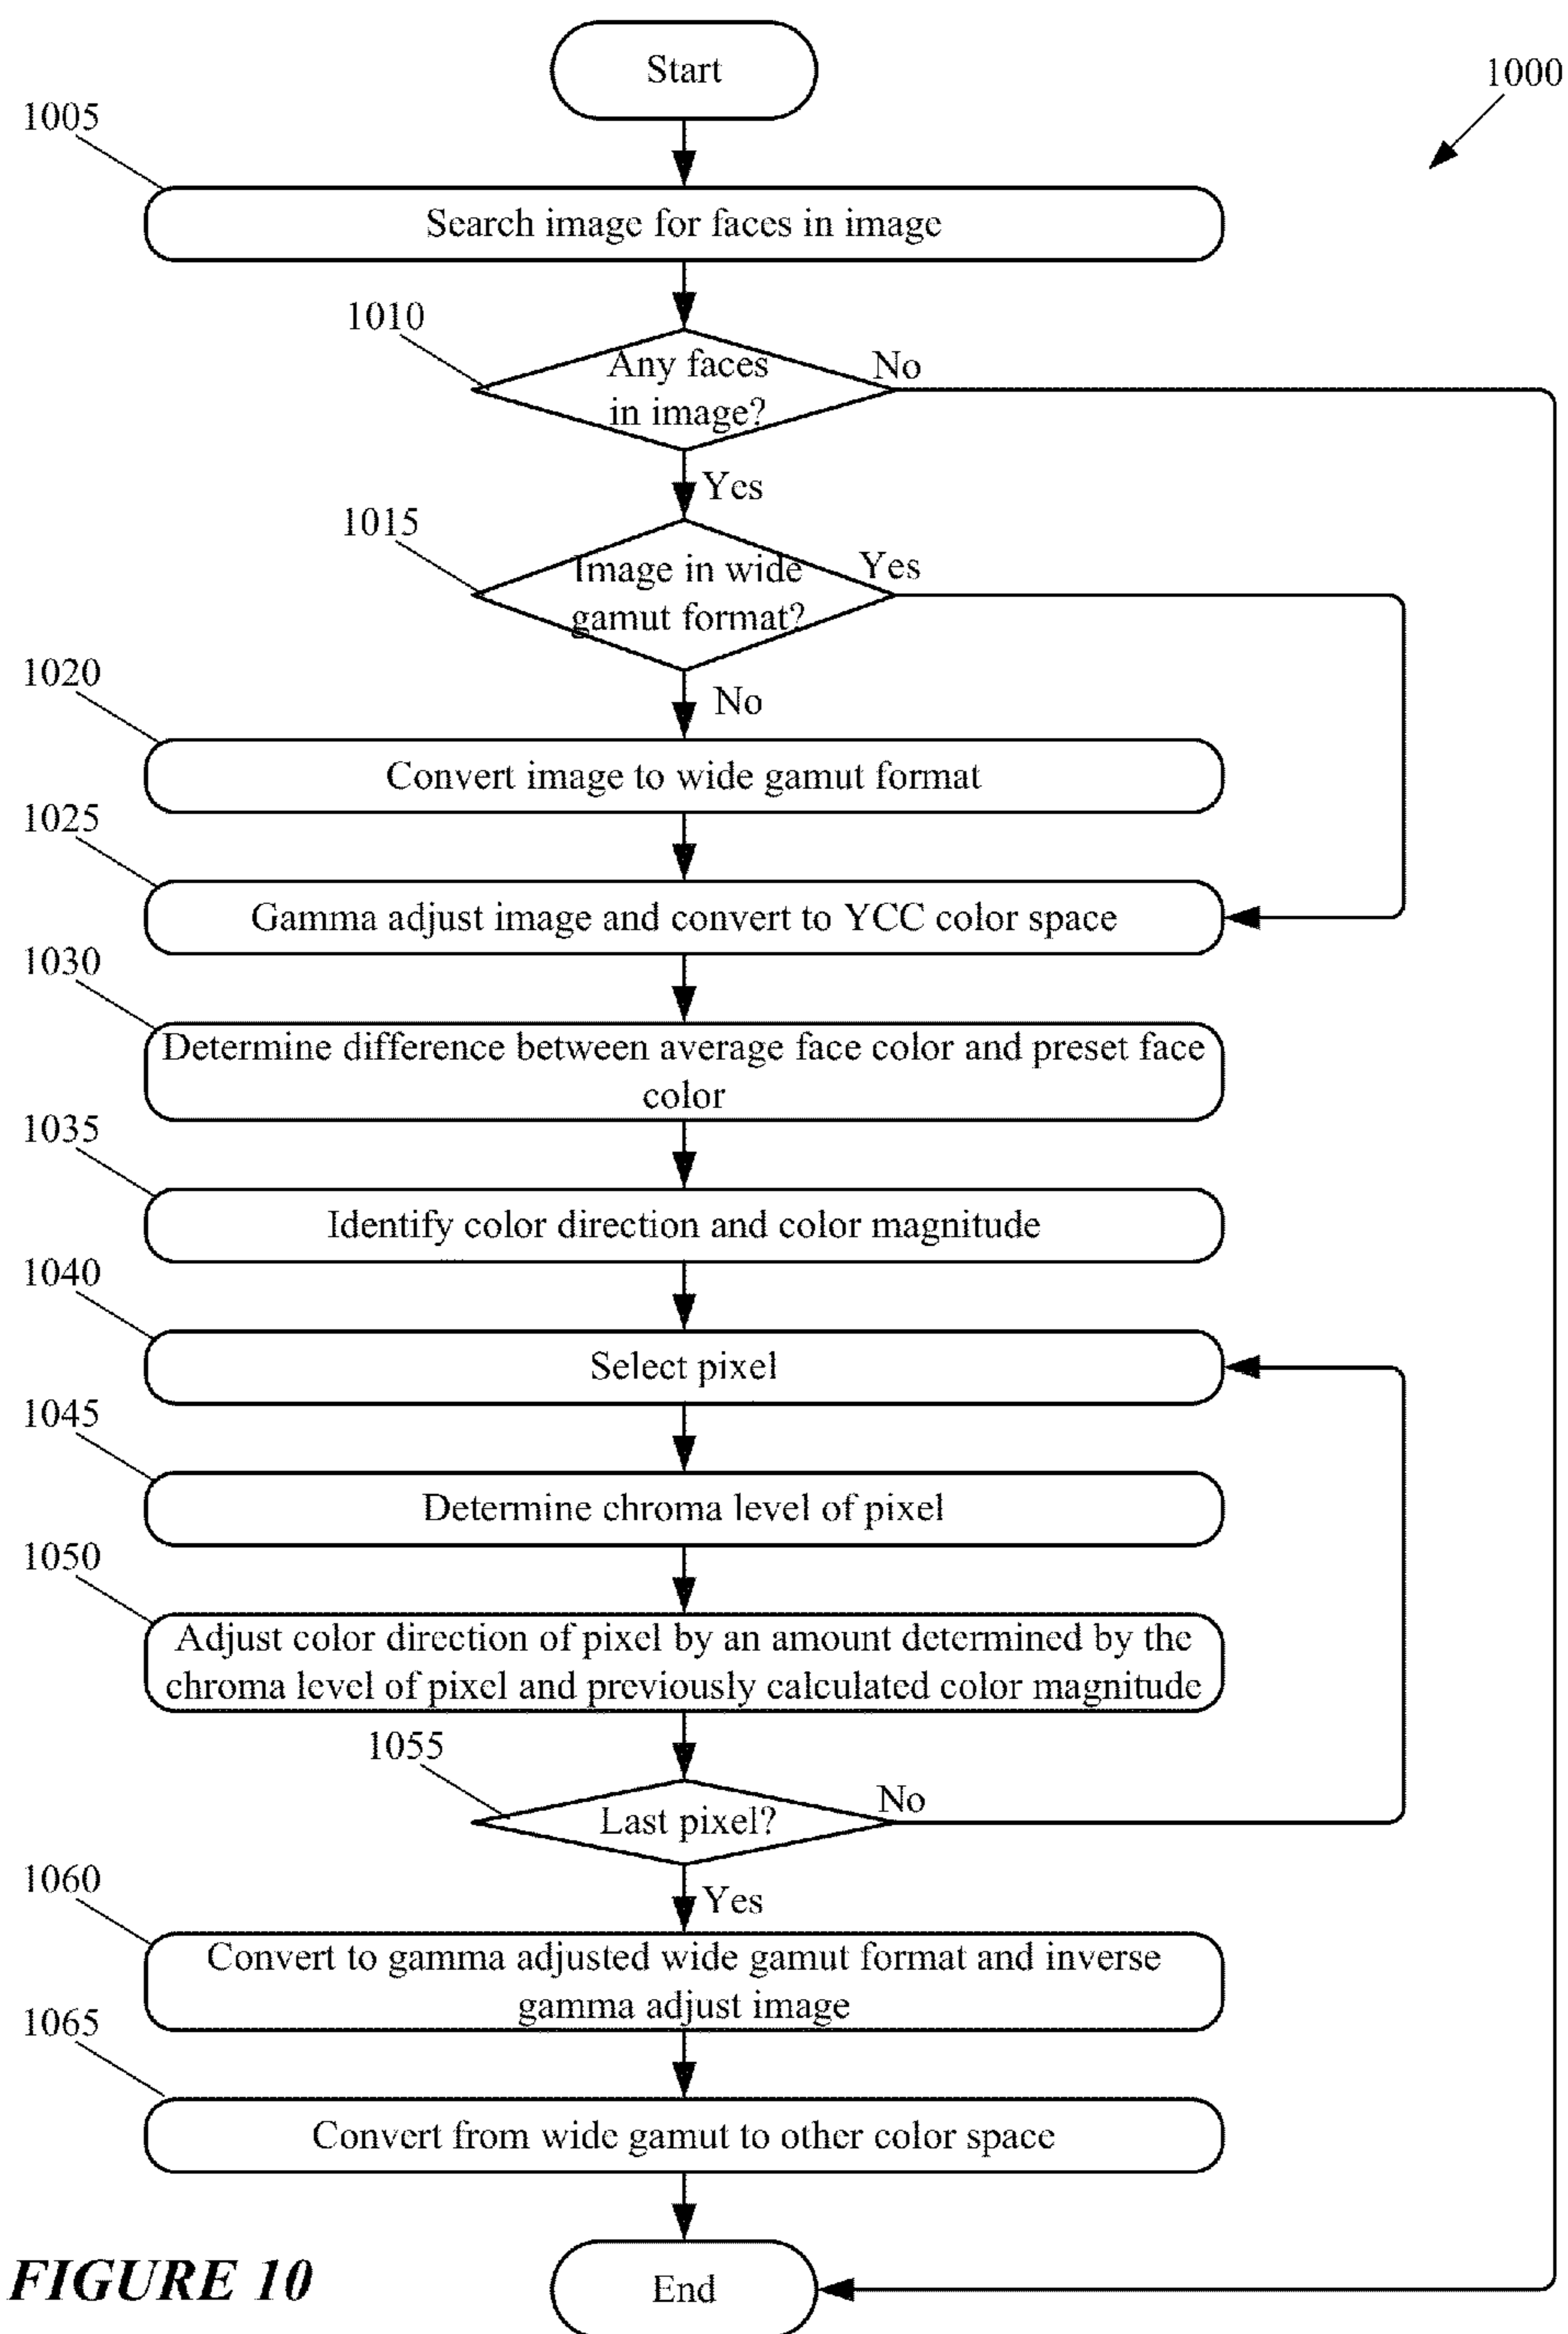 Start
1000
1005
Search image for faces in image
1010
Any faces
in image?
No
Yes
1015
Image in wide
gamut format?
Yes
No
1020
Convert image to wide gamut format
1025
Gamma adjust image and convert to YCC color space
1030
Determine difference between average face color and preset face
color
1035
Identify color direction and color magnitude
1040
Select pixel
1045
Determine chroma level of pixel
1050
Adjust color direction of pixel by an amount determined by the
chroma level of pixel and previously calculated color magnitude
1055
Last pixel?
No
Yes
1060
Convert to gamma adjusted wide gamut format and inverse
gamma adjust image
1065
Convert from wide gamut to other color space
End
FIGURE 10